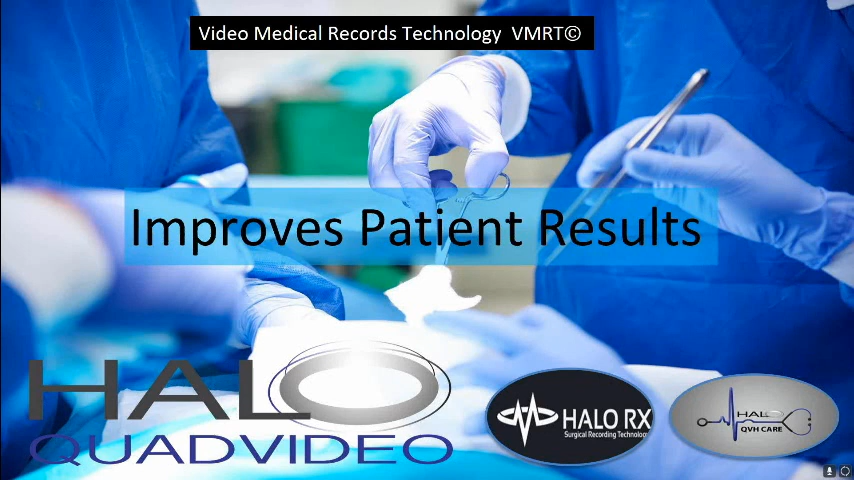 Video Medical Records Technology VMRT©
Improves Patient Results
HALO
QUADVIDEO
HALO RX
Surgical Recording Technology
HALO
QVH CARE